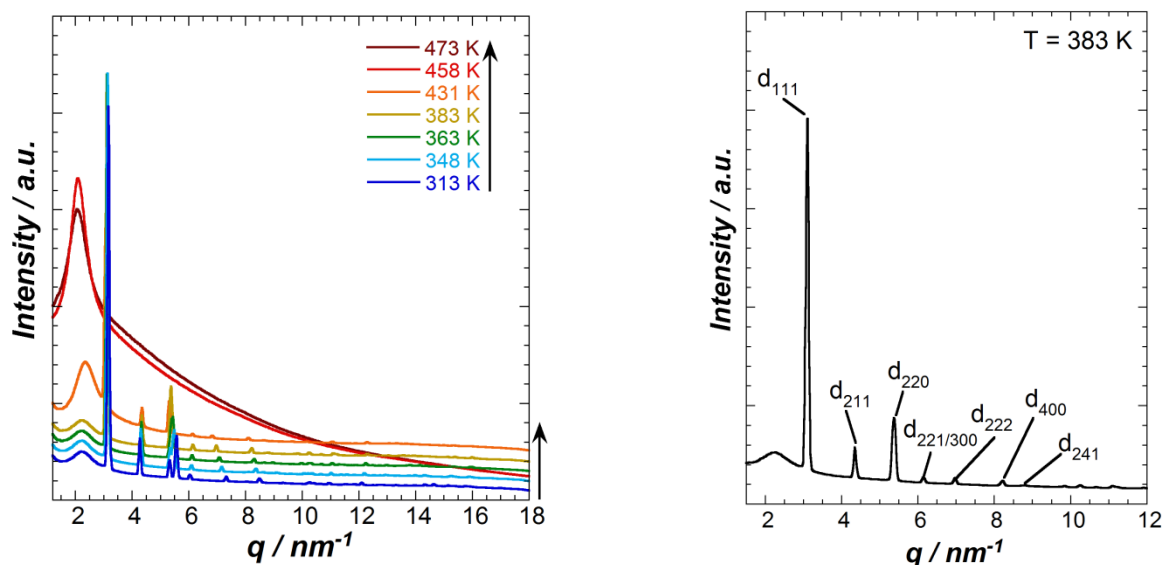 473 K
458 K
431 K
383 K
363 K
348 K
313 K
Intensity / a.u.
2 4 6 8 10 12 14 16 18
q / nm-1
T = 383 K
d111
d211
d220
d221/300
d222
d400
d241
Intensity / a.u.
2 4 6 8 10 12
q / nm-1